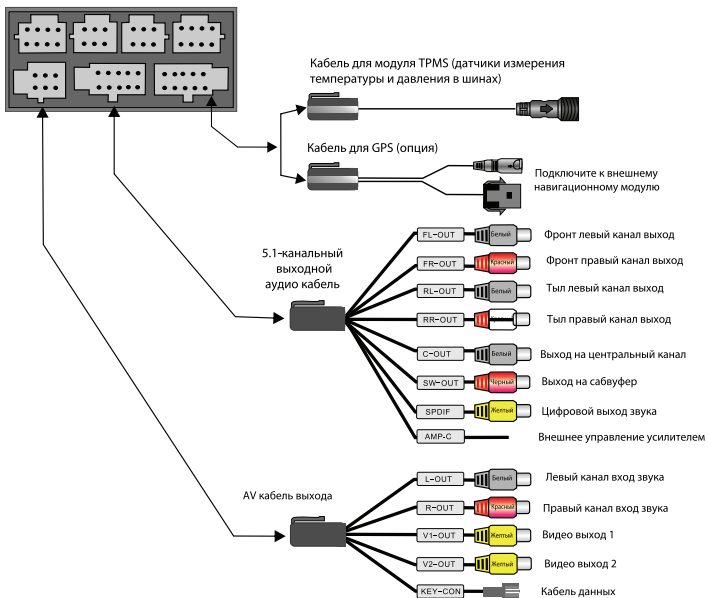 Кабель для модуля TPMS (датчики измерения
температуры и давления в шинах)
Кабель для GPS (опция)
Подключите к внешнему
навигационному модулю
5.1-канальный
выходной
аудио кабель
FL-OUT Белый Фронт левый канал выход
FR-OUT Красный Фронт правый канал выход
RL-OUT Белый Тыл левый канал выход
RR-OUT Тыл правый канал выход
C-OUT Белый Выход на центральный канал
SW-OUT Черный Выход на сабвуфер
SPDIF Желтый Цифровой выход звука
AMP-C Внешнее управление усилителем
AV кабель выхода
L-OUT Белый Левый канал вход звука
R-OUT Красный Правый канал вход звука
V1-OUT Желтый Видео выход 1
V2-OUT Желтый Видео выход 2
KEY-CON Кабель данных